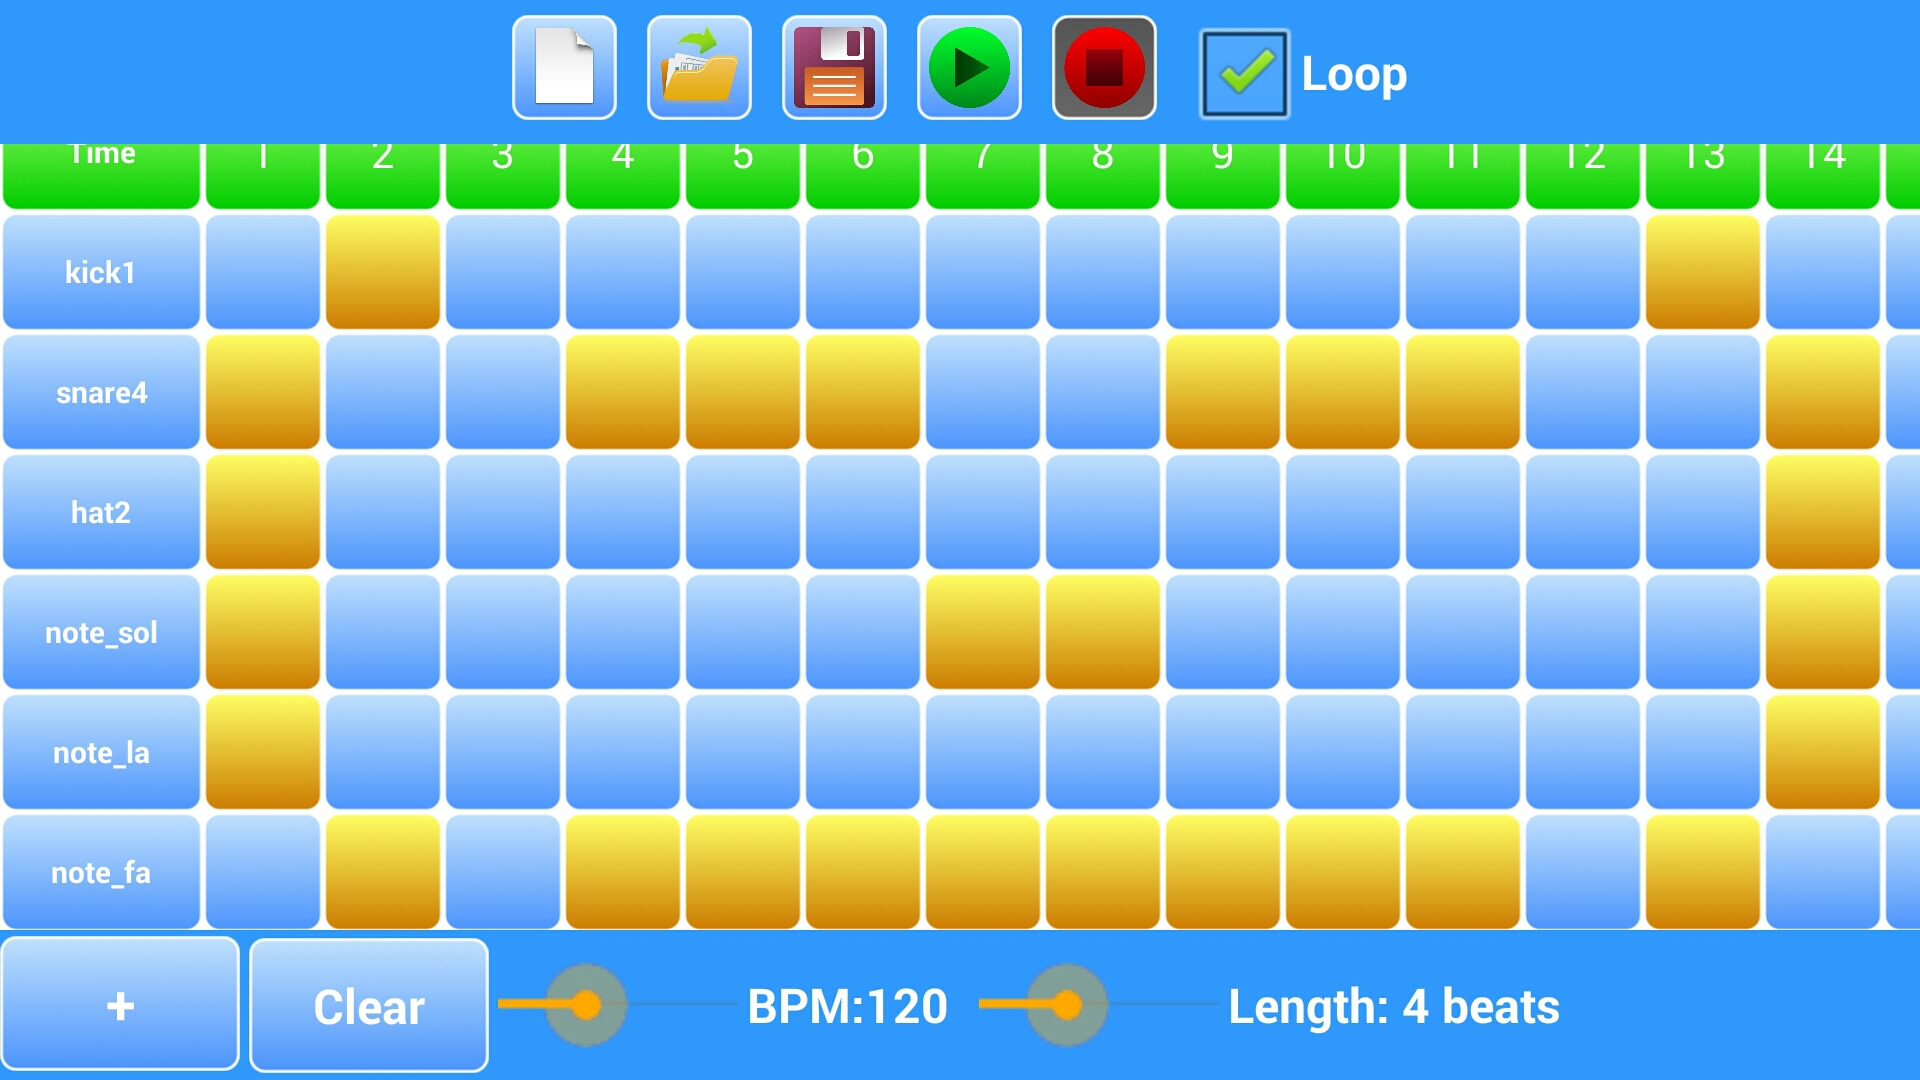 Loop
Time 1 2 3 4 5 6 7 8 9 10 11 12 13 14
kick1
snare4
hat2
note_sol
note_la
note_fa
+ Clear BPM:120 Length: 4 beats